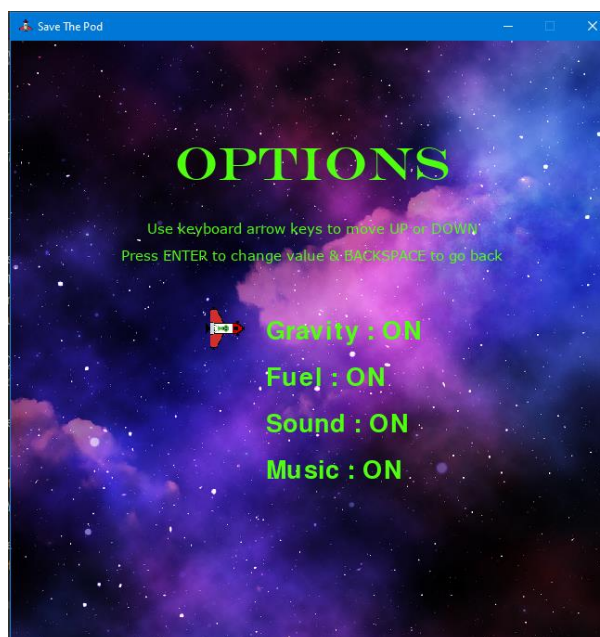 Save The Pod
OPTIONS
Use keyboard arrow keys to move UP or DOWN
Press ENTER to change value & BACKSPACE to go back
Gravity : ON
Fuel : ON
Sound : ON
Music : ON